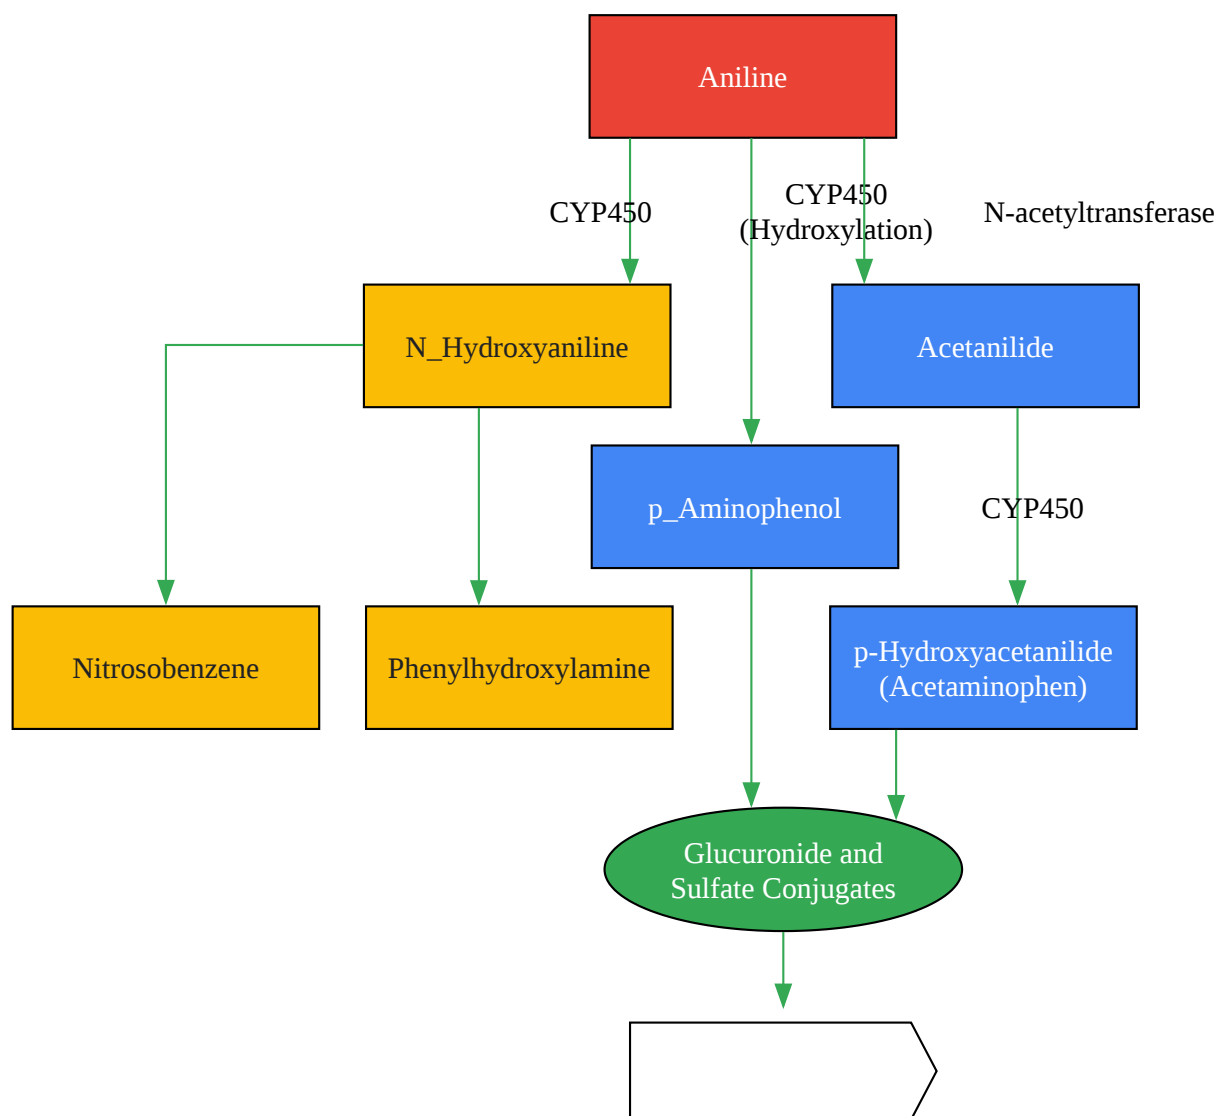 Aniline
CYP450
CYP450
(Hydroxylation)
N-acetyltransferase
N_Hydroxyaniline
Acetanilide
p_Aminophenol
CYP450
Nitrosobenzene
Phenylhydroxylamine
p-Hydroxyacetanilide
(Acetaminophen)
Glucuronide and
Sulfate Conjugates